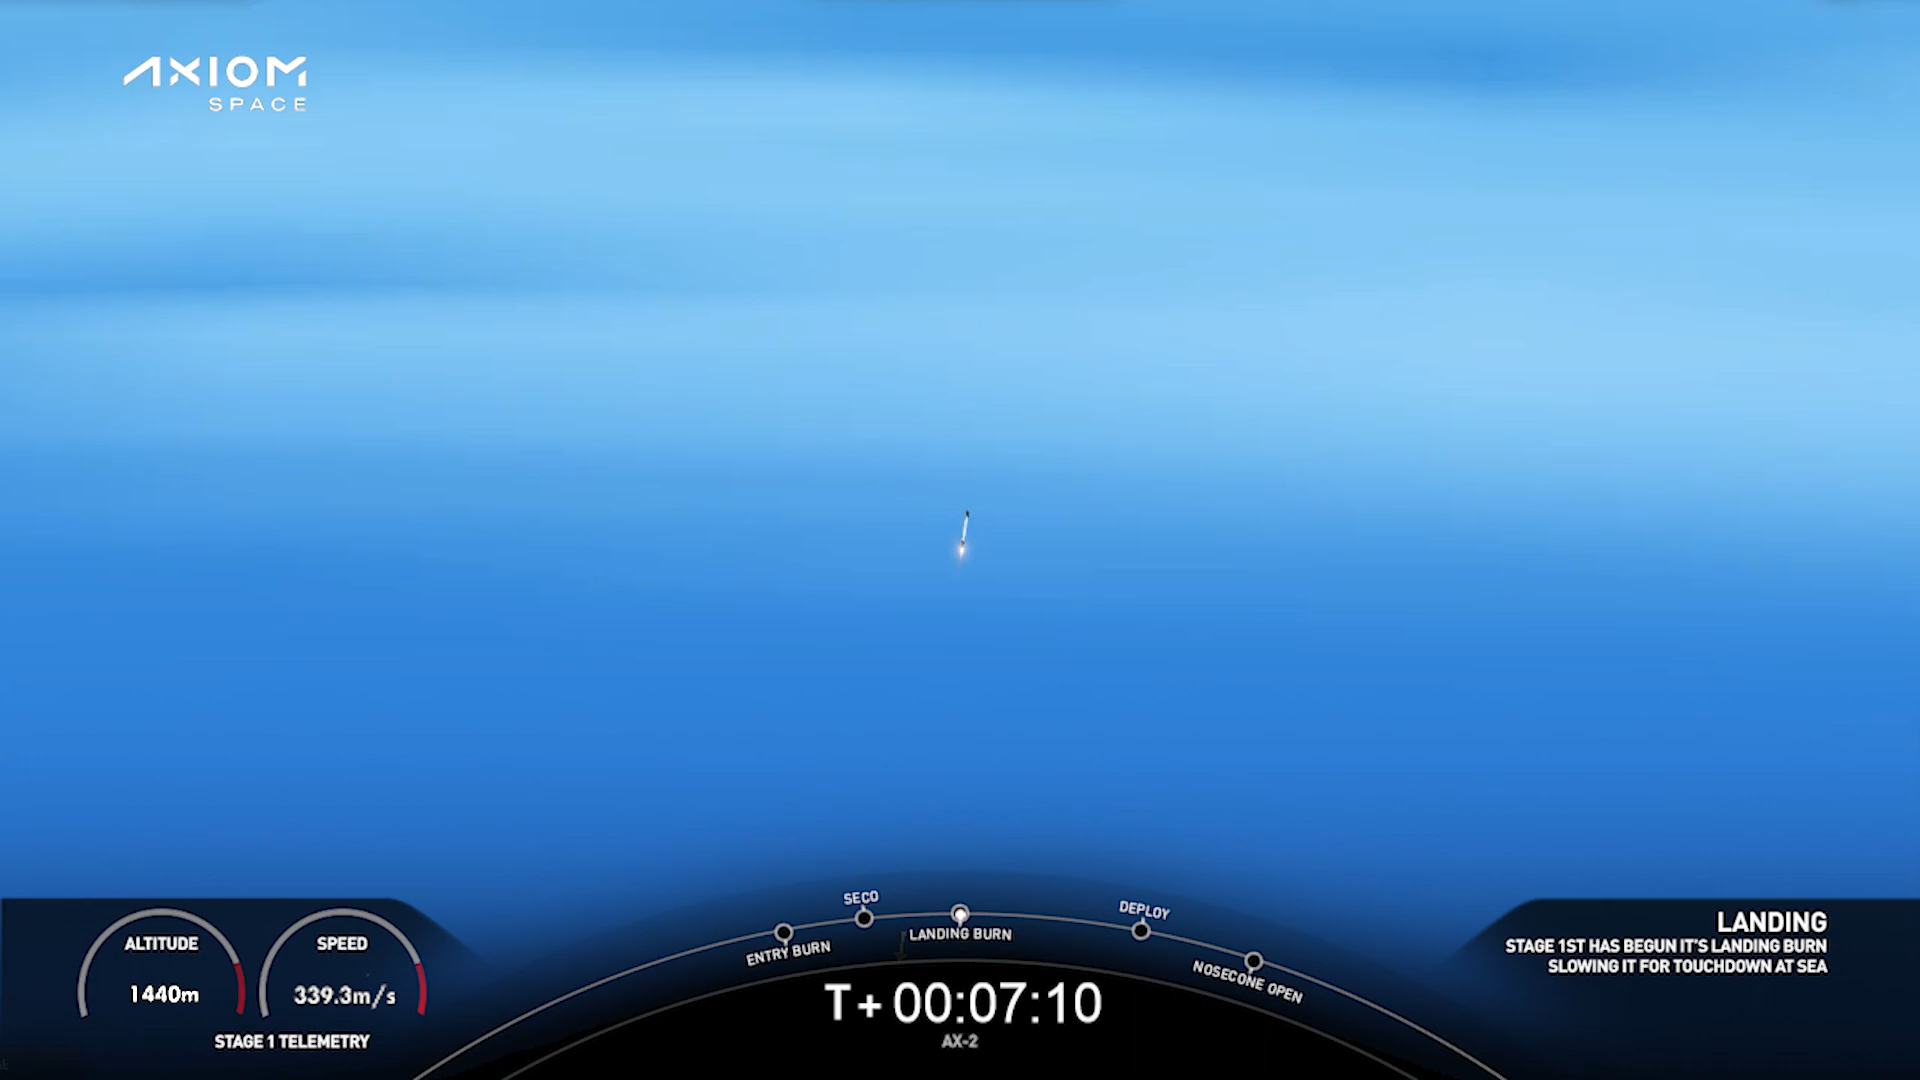 AXIOM
SPACE
ALTITUDE
1440m
SPEED
339.3m/s
STAGE 1 TELEMETRY
ENTRY BURN
SECO
LANDING BURN
DEPLOY
NOSECONE OPEN
T+ 00:07:10
AX-2
LANDING
STAGE 1ST HAS BEGUN IT'S LANDING BURN
SLOWING IT FOR TOUCHDOWN AT SEA